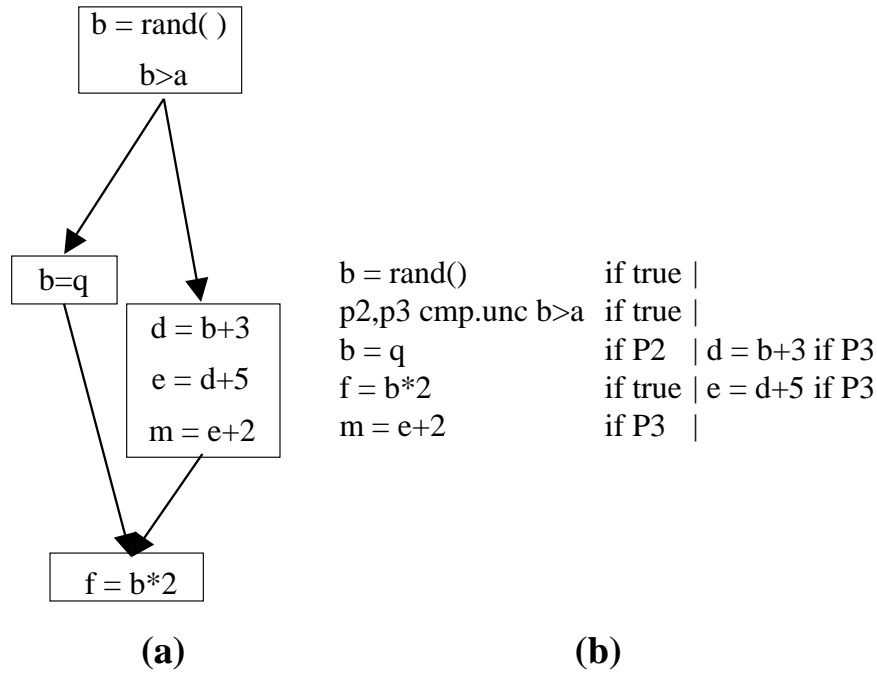 b = rand( )
b>a
b=q
d = b+3
e = d+5
m = e+2
f = b*2
(a)
b = rand() if true |
p2,p3 cmp.unc b>a if true |
b = q if P2 | d = b+3 if P3
f = b*2 if true | e = d+5 if P3
m = e+2 if P3 |
(b)